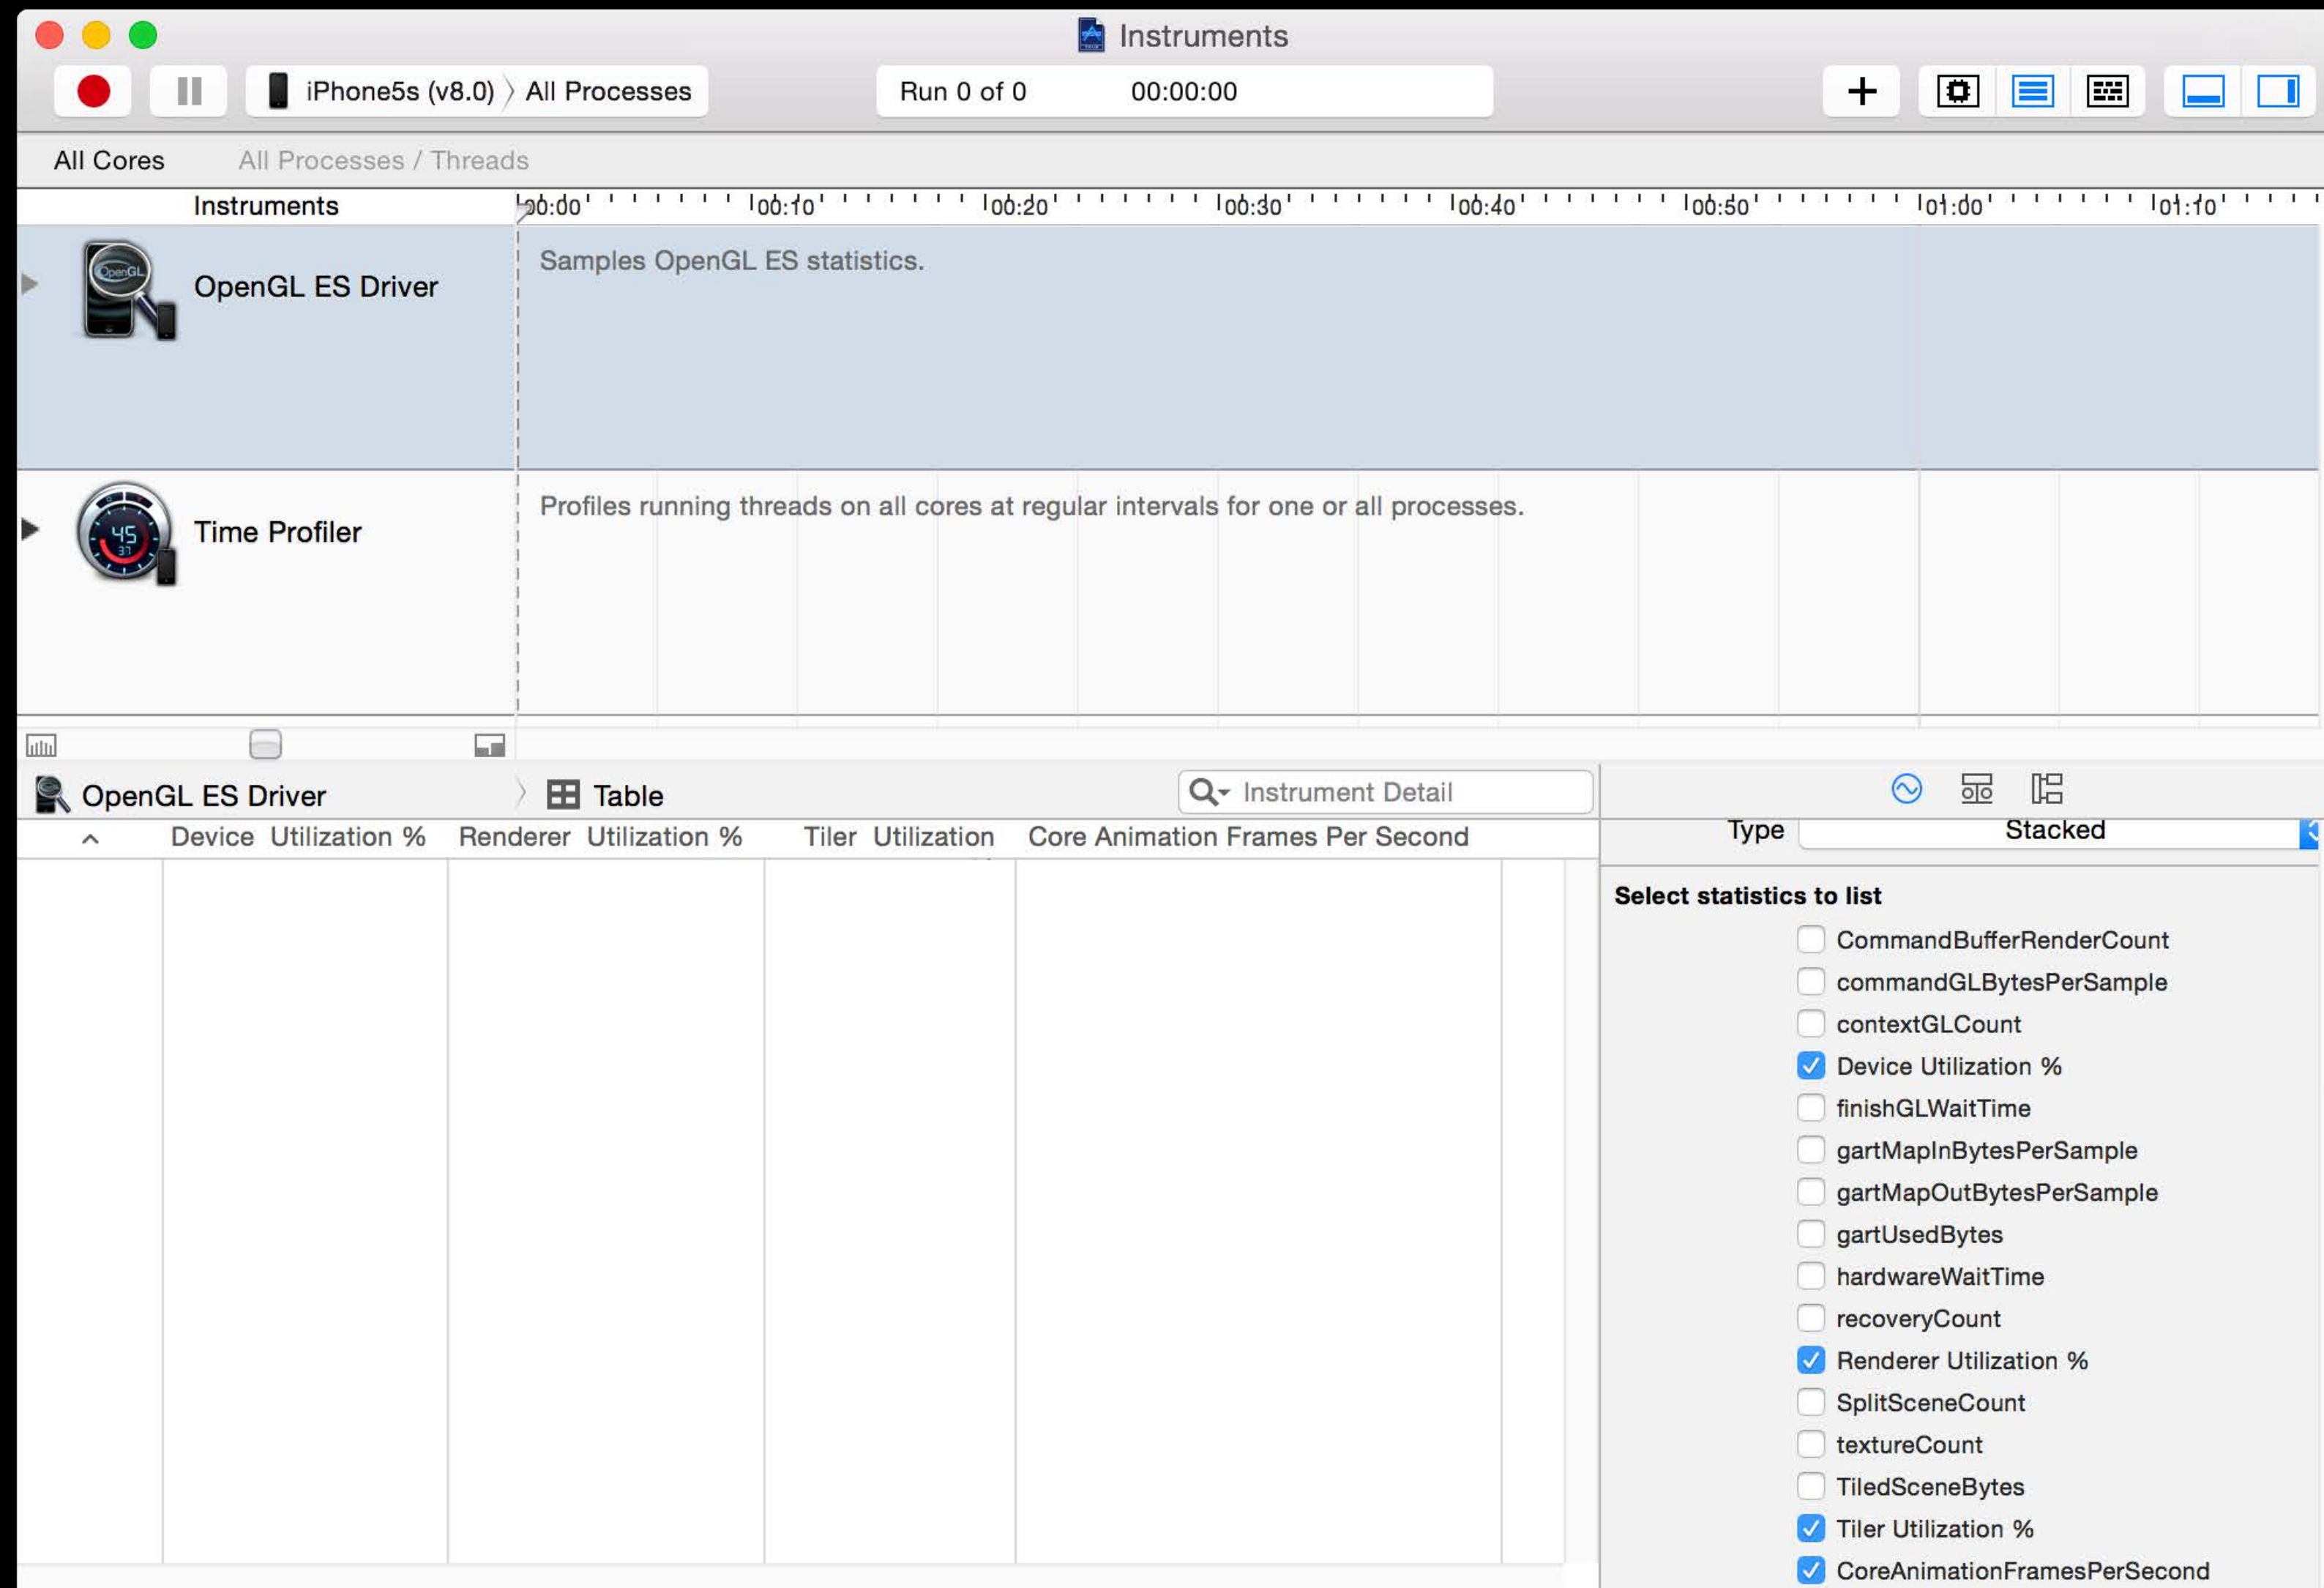 Instruments
iPhone5s (v8.0) 〉 All Processes
Run 0 of 0 00:00:00
All Cores All Processes / Threads
Instruments 00:00 00:10 00:20 00:30 00:40 00:50 01:00 01:10
OpenGL
OpenGL ES Driver
Samples OpenGL ES statistics.
45
37
Time Profiler
Profiles running threads on all cores at regular intervals for one or all processes.
OpenGL ES Driver 〉 Table
Instrument Detail
Device Utilization % Renderer Utilization % Tiler Utilization Core Animation Frames Per Second
Type Stacked
Select statistics to list
CommandBufferRenderCount
commandGLBytesPerSample
contextGLCount
Device Utilization %
finishGLWaitTime
gartMapInBytesPerSample
gartMapOutBytesPerSample
gartUsedBytes
hardwareWaitTime
recoveryCount
Renderer Utilization %
SplitSceneCount
textureCount
TiledSceneBytes
Tiler Utilization %
CoreAnimationFramesPerSecond